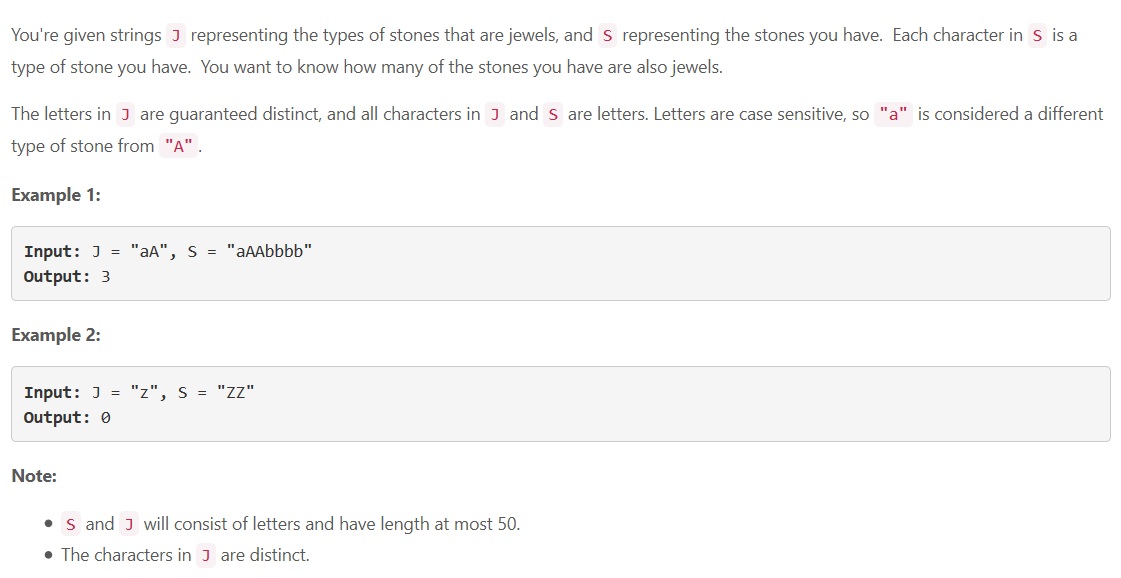 You're given strings J representing the types of stones that are jewels, and S representing the stones you have. Each character in S is a
type of stone you have. You want to know how many of the stones you have are also jewels.
The letters in J are guaranteed distinct, and all characters in J and S are letters. Letters are case sensitive, so "a" is considered a different
type of stone from "A".
Example 1:
Input: J = "aA", S = "aAAbbbb"
Output: 3
Example 2:
Input: J = "z", S = "ZZ"
Output: 0
Note:
• S and J will consist of letters and have length at most 50.
• The characters in J are distinct.